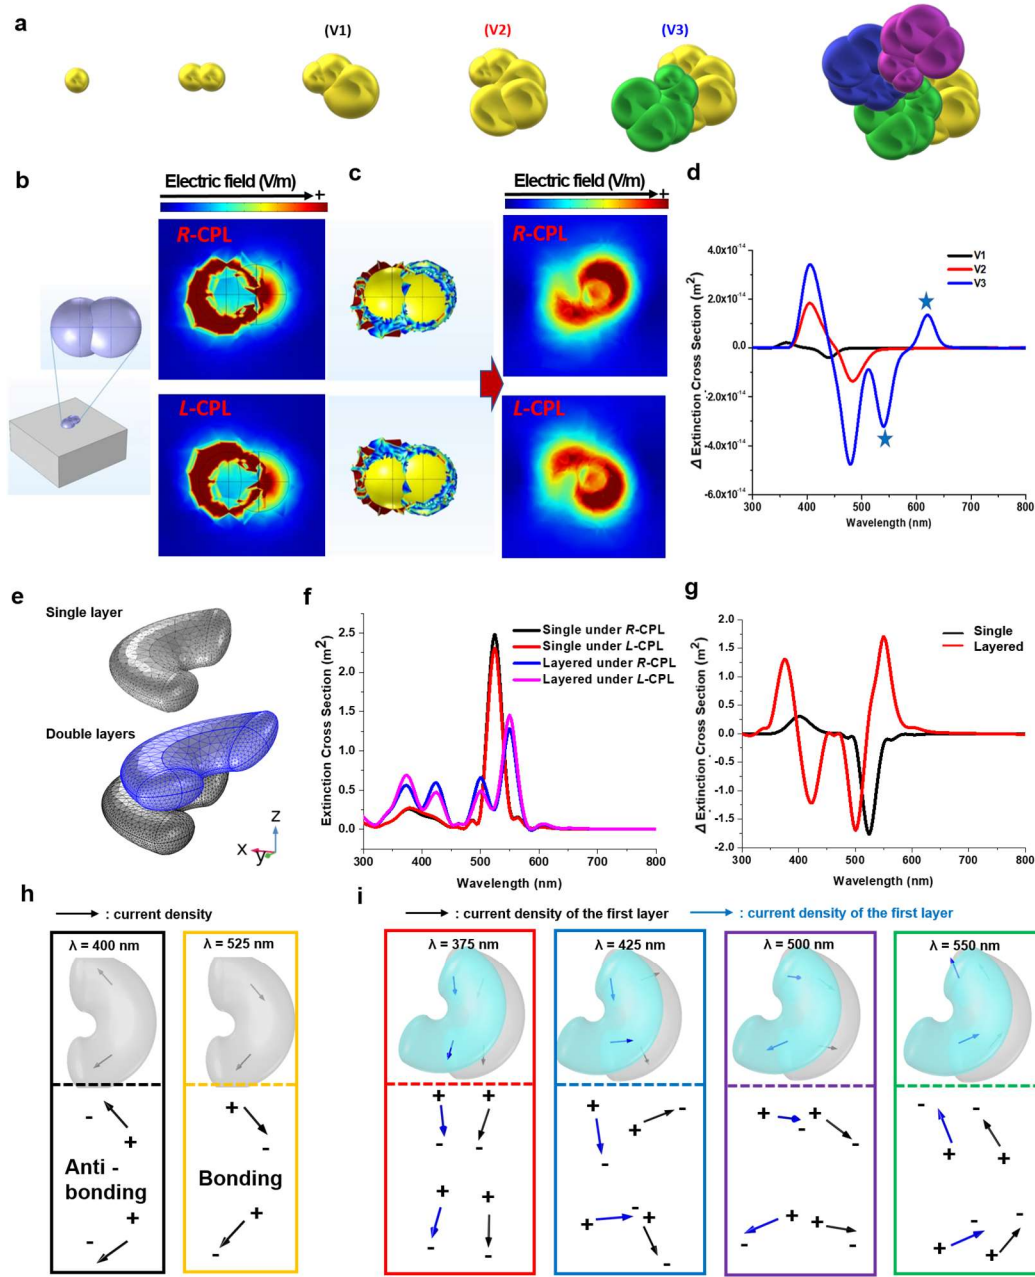 a
(V1)
(V2)
(V3)
b
Electric field (V/m)
+
R-CPL
L-CPL
c
Electric field (V/m)
+
R-CPL
L-CPL
d
Δ Extinction Cross Section (m²)
4.0x10⁻¹⁴
2.0x10⁻¹⁴
0.0
-2.0x10⁻¹⁴
-4.0x10⁻¹⁴
-6.0x10⁻¹⁴
V1
V2
V3
300 400 500 600 700 800
Wavelength (nm)
e
Single layer
Double layers
z
x
y
f
Extinction Cross Section (m²)
2.5
2.0
1.5
1.0
0.5
0.0
Single under R-CPL
Single under L-CPL
Layered under R-CPL
Layered under L-CPL
300 400 500 600 700 800
Wavelength (nm)
g
Δ Extinction Cross Section (m²)
2.0
1.5
1.0
0.5
0.0
-0.5
-1.0
-1.5
-2.0
Single
Layered
300 400 500 600 700 800
Wavelength (nm)
h
: current density
λ = 400 nm
λ = 525 nm
- +
+ -
Anti -
bonding
Bonding
+ -
+ -
i
: current density of the first layer
: current density of the first layer
λ = 375 nm
λ = 425 nm
λ = 500 nm
λ = 550 nm
+ +
- -
+ +
- -
+ + -
-
+ - +
-
+ + - -
- + + -
- -
+ +
- -
+ +